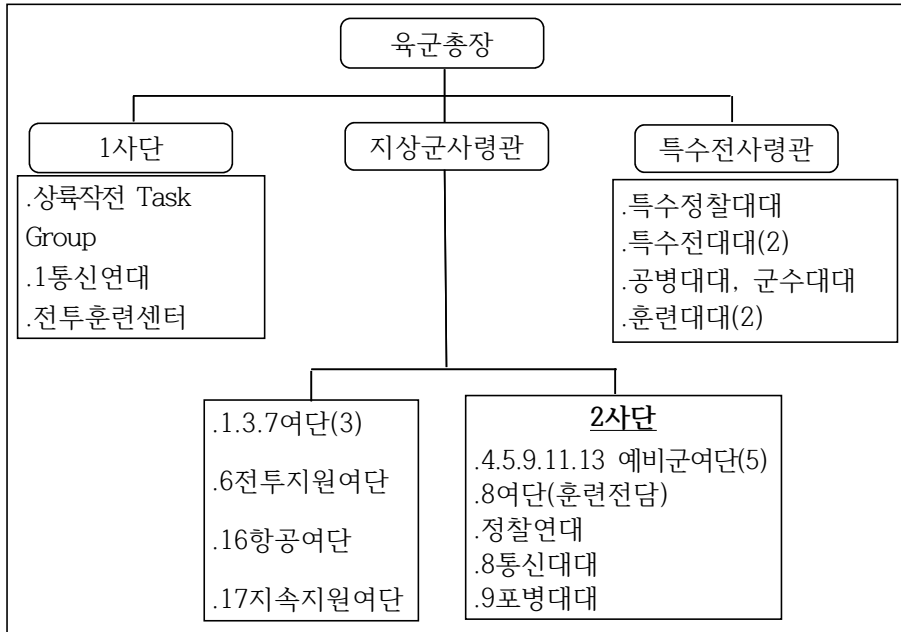 육군총장
1사단
지상군사령관
특수전사령관
.상륙작전 Task
Group
.1통신연대
.전투훈련센터
.특수정찰대대
.특수전대대(2)
.공병대대, 군수대대
.훈련대대(2)
.1.3.7여단(3)
.6전투지원여단
.16항공여단
.17지속지원여단
2사단
.4.5.9.11.13 예비군여단(5)
.8여단(훈련전담)
.정찰연대
.8통신대대
.9포병대대